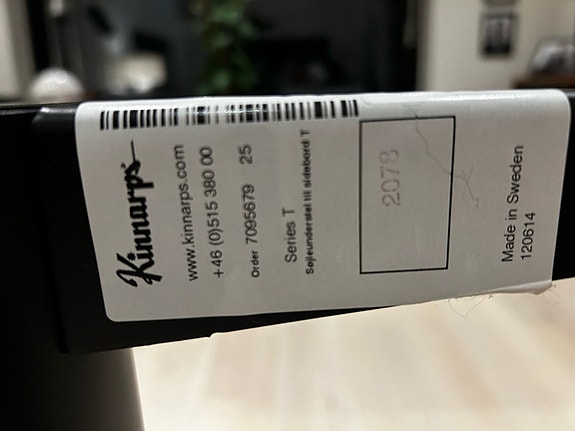 Kinnarps
www.kinnarps.com
+46 (0)515 380 00
Order 7095679 25
Series T
Søjleunderstel til sidebord T
2078
Made in Sweden
120614